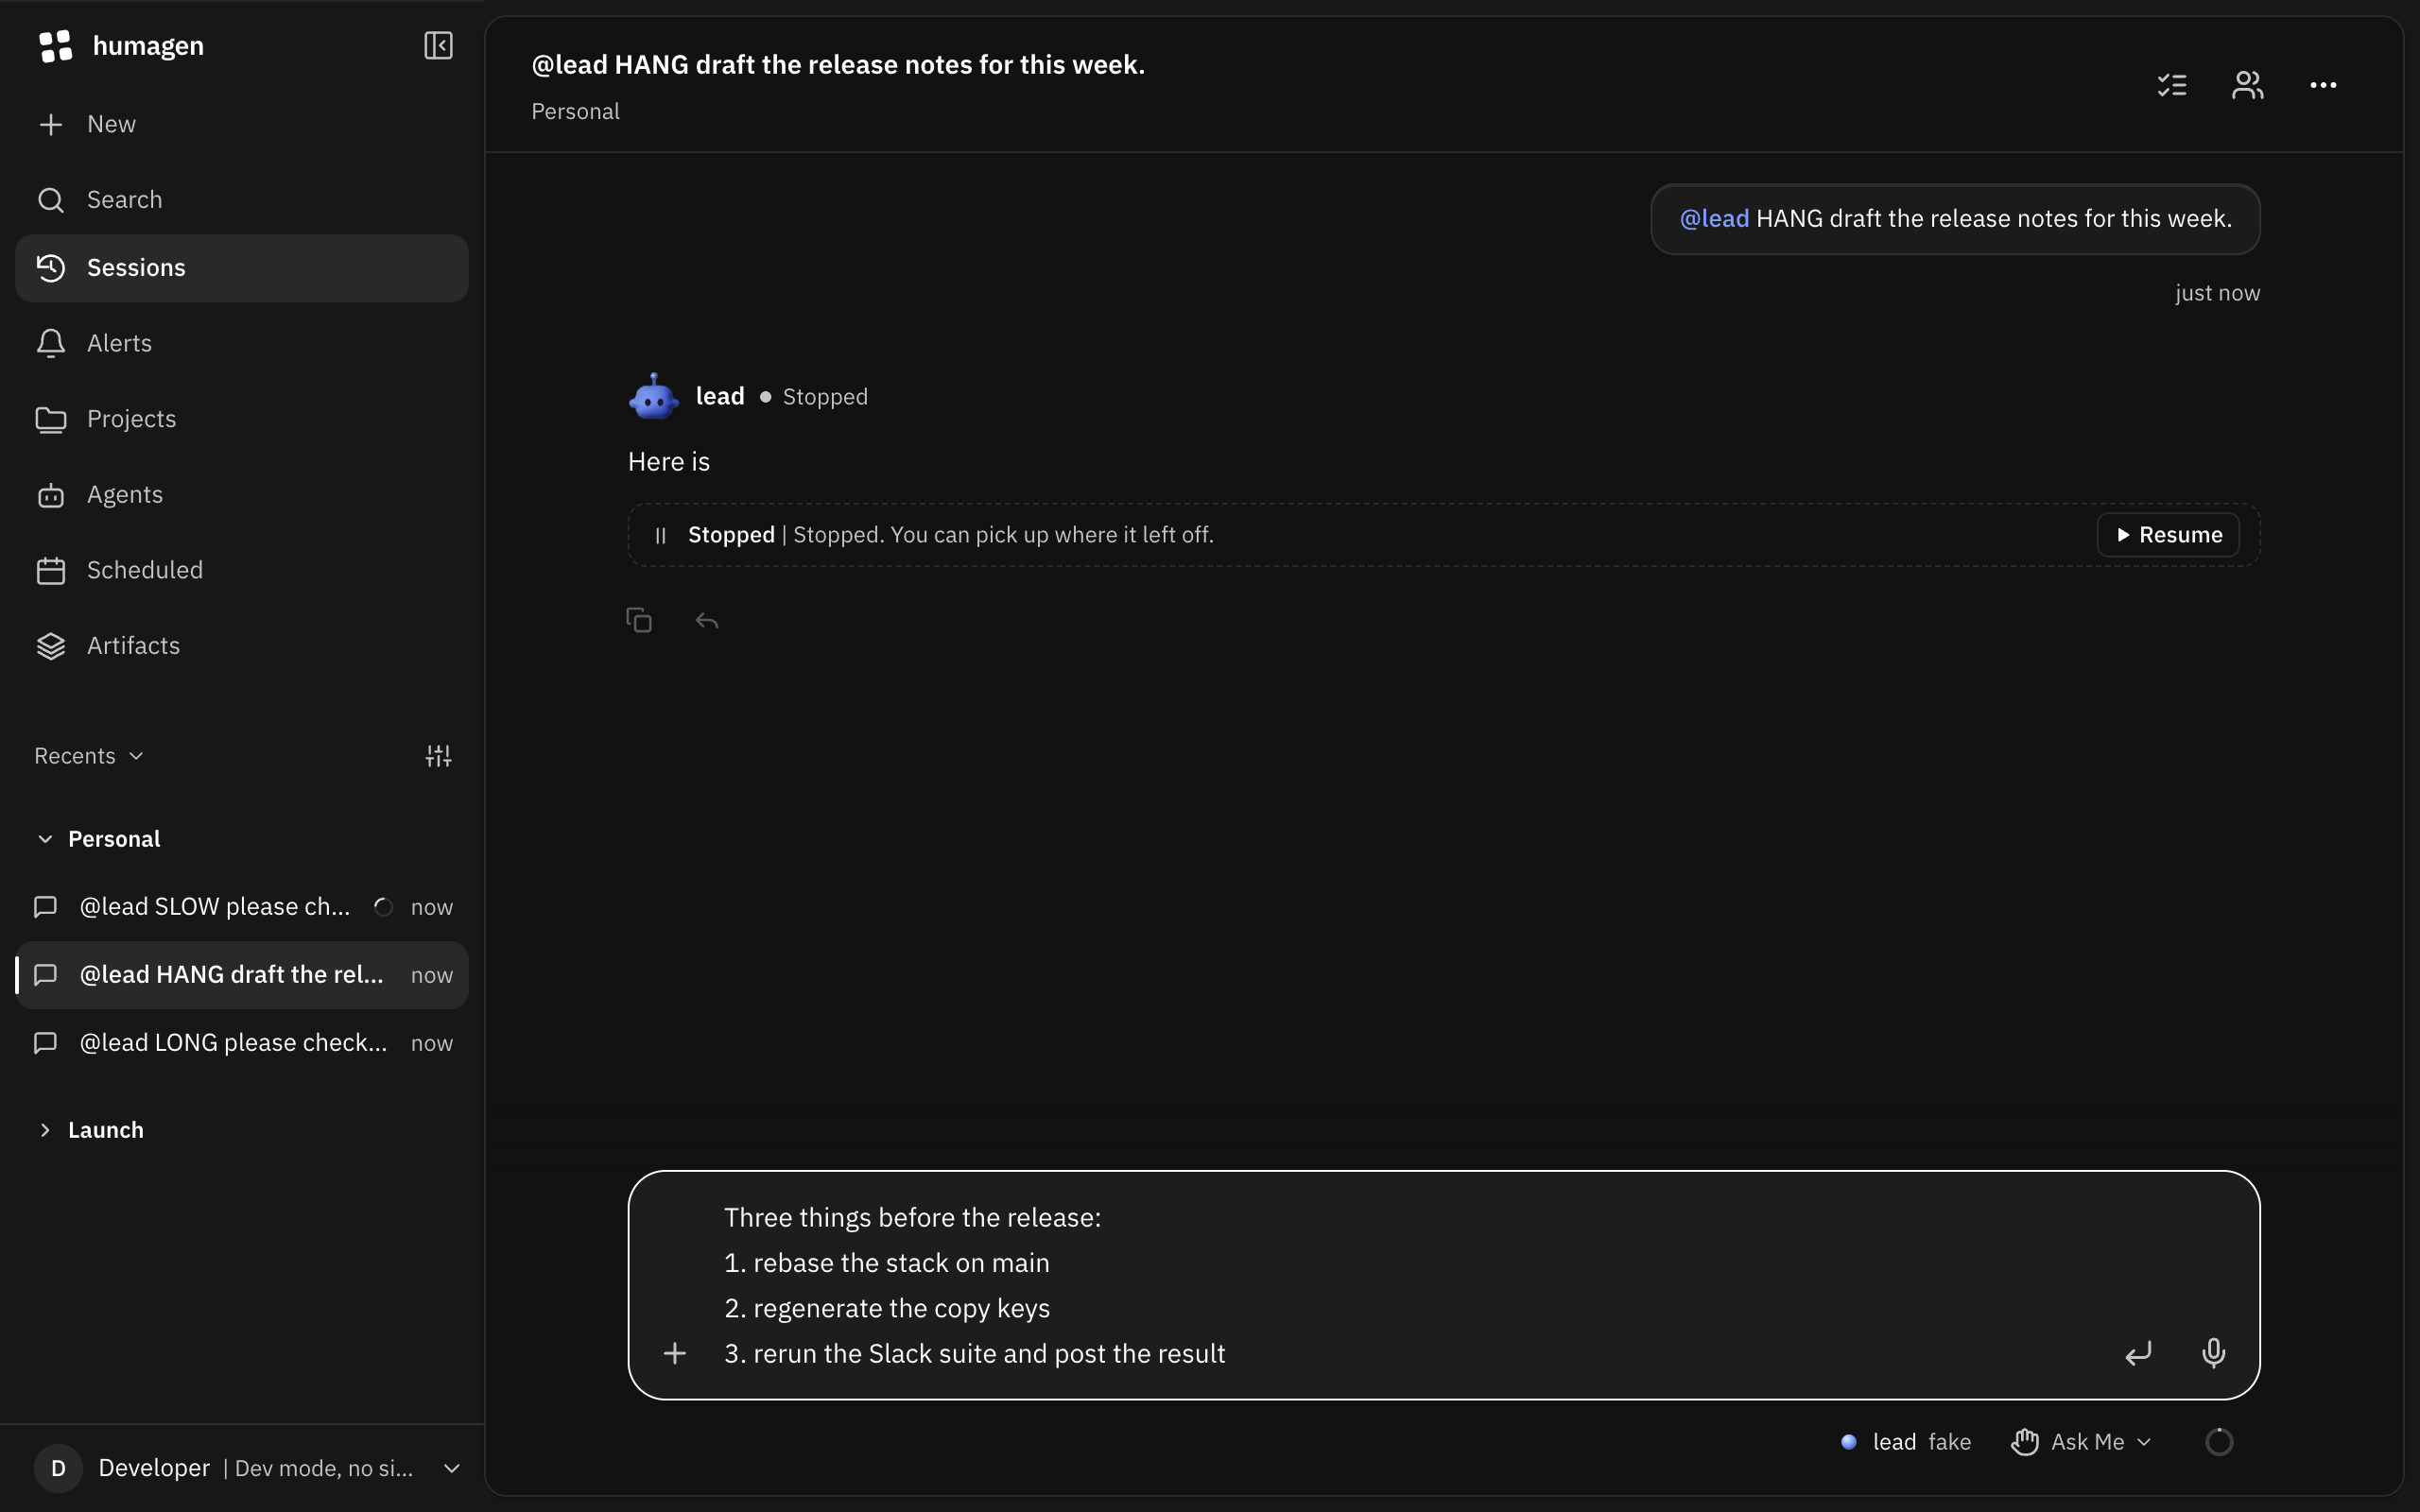 humagen
New
Search
Sessions
Alerts
Projects
Agents
Scheduled
Artifacts
Recents
Personal
@lead SLOW please ch... now
@lead HANG draft the rel... now
@lead LONG please check... now
Launch
D Developer | Dev mode, no si...
@lead HANG draft the release notes for this week.
Personal
@lead HANG draft the release notes for this week.
just now
lead Stopped
Here is
Stopped | Stopped. You can pick up where it left off. Resume
Three things before the release:
1. rebase the stack on main
2. regenerate the copy keys
3. rerun the Slack suite and post the result
lead fake Ask Me